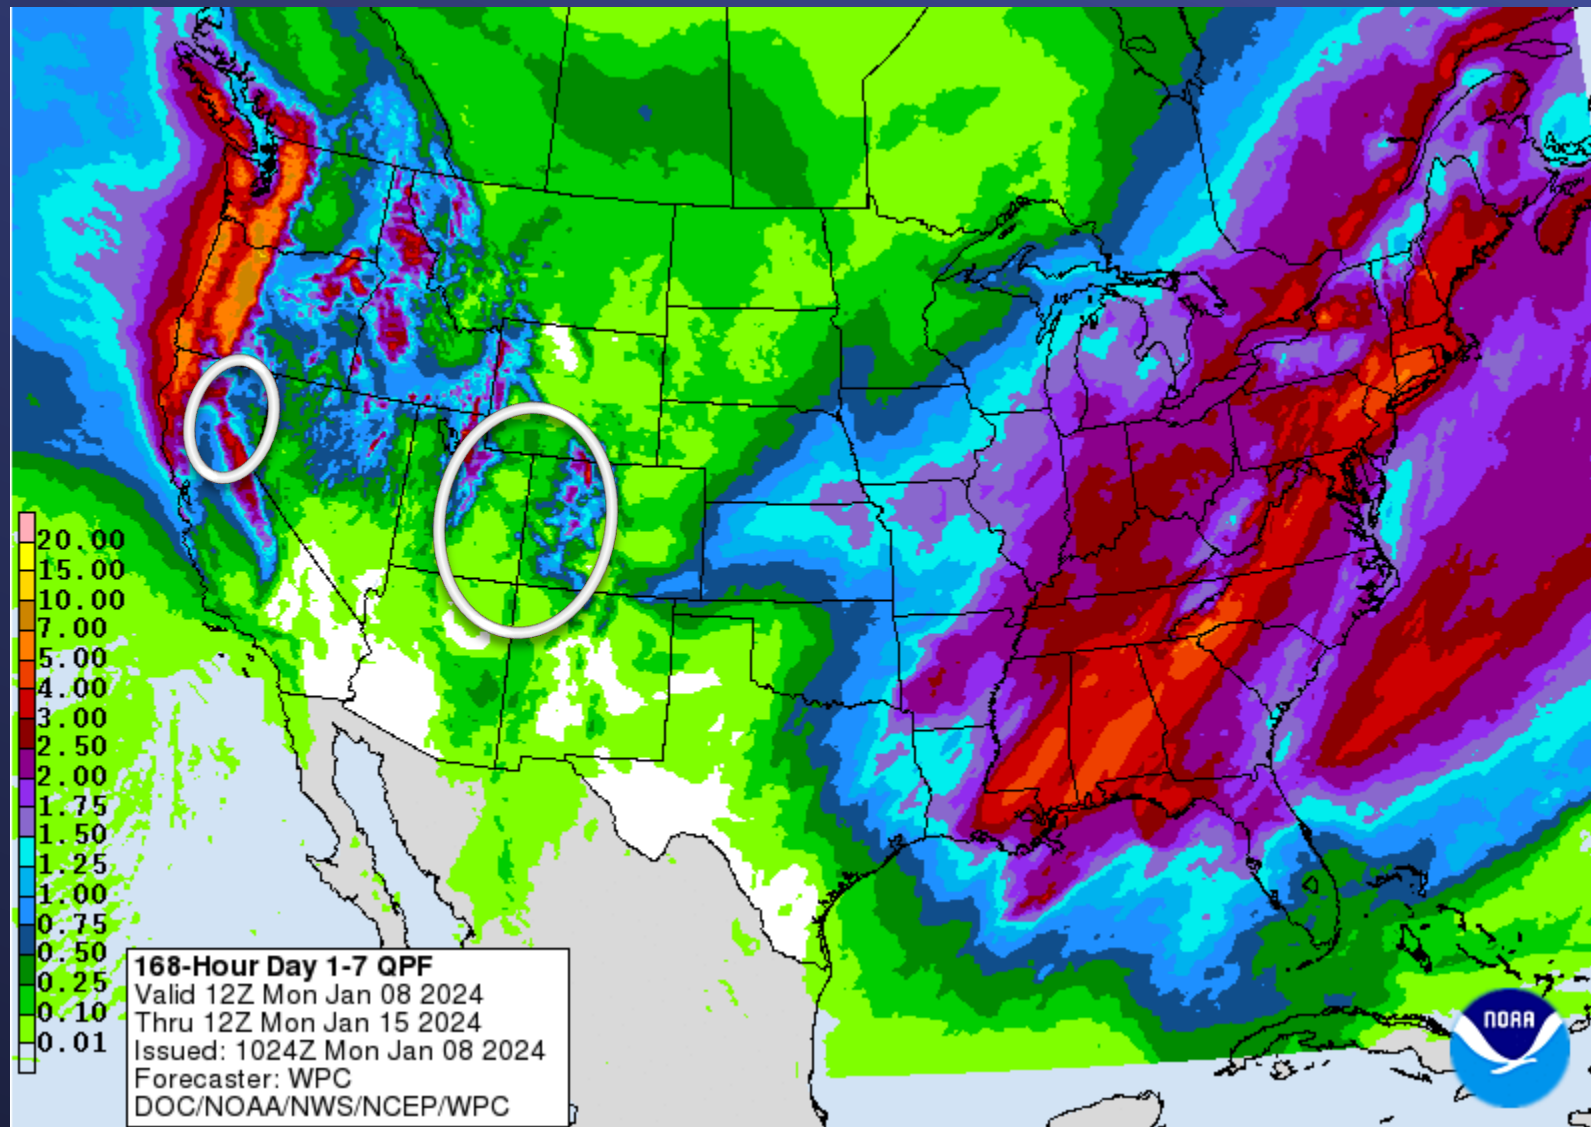 20.00
15.00
10.00
7.00
5.00
4.00
3.00
2.50
2.00
1.75
1.50
1.25
1.00
0.75
0.50
0.25
0.10
0.01
168-Hour Day 1-7 QPF
Valid 12Z Mon Jan 08 2024
Thru 12Z Mon Jan 15 2024
Issued: 1024Z Mon Jan 08 2024
Forecaster: WPC
DOC/NOAA/NWS/NCEP/WPC
NOAA